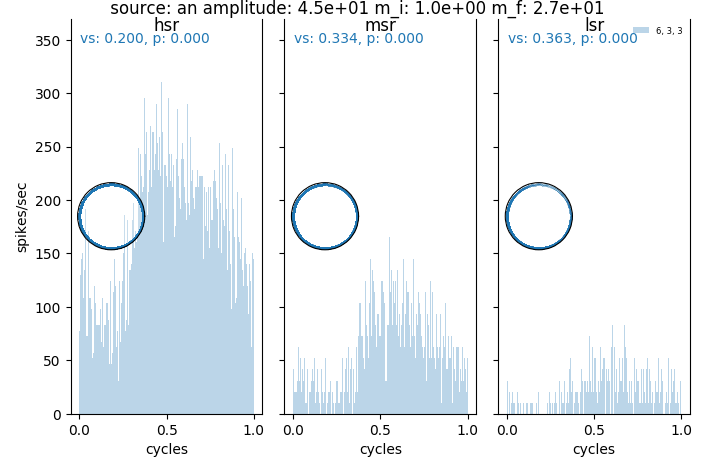 source: an amplitude: 4.5e+01 m_i: 1.0e+00 m_f: 2.7e+01
hsr msr lsr
vs: 0.200, p: 0.000 vs: 0.334, p: 0.000 vs: 0.363, p: 0.000
6, 3, 3
350
300
250
200
150
100
50
0
spikes/sec
0.0 0.5 1.0 0.0 0.5 1.0 0.0 0.5 1.0
cycles cycles cycles